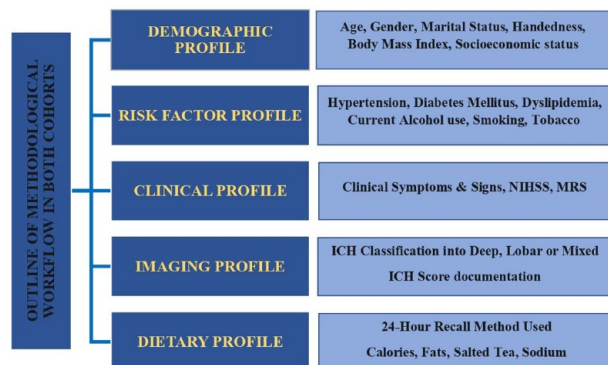 OUTLINE OF METHODOLOGICAL
WORKFLOW IN BOTH COHORTS
DEMOGRAPHIC
PROFILE
Age, Gender, Marital Status, Handedness,
Body Mass Index, Socioeconomic status
RISK FACTOR PROFILE
Hypertension, Diabetes Mellitus, Dyslipidemia,
Current Alcohol use, Smoking, Tobacco
CLINICAL PROFILE
Clinical Symptoms & Signs, NIHSS, MRS
IMAGING PROFILE
ICH Classification into Deep, Lobar or Mixed
ICH Score documentation
DIETARY PROFILE
24-Hour Recall Method Used
Calories, Fats, Salted Tea, Sodium